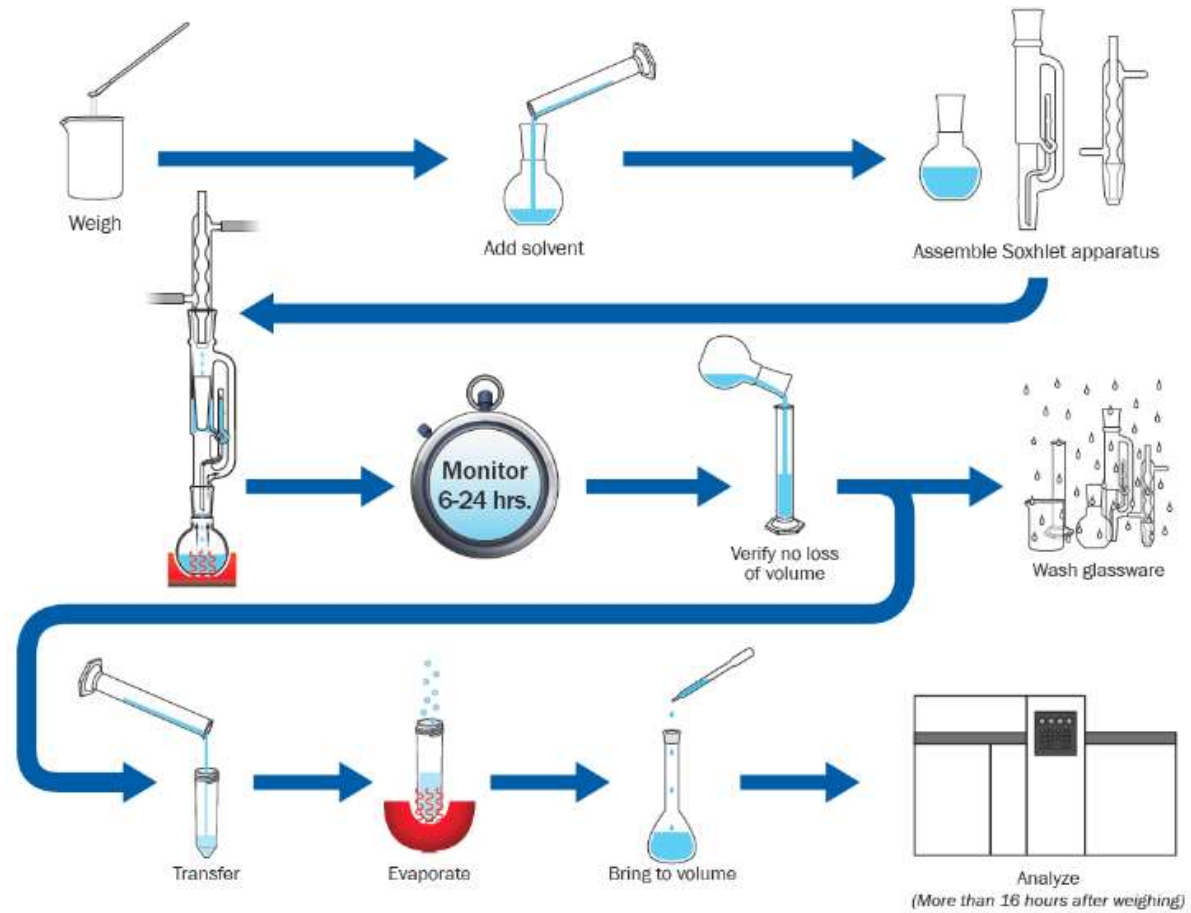 Weigh
Add solvent
Assemble Soxhlet apparatus
Monitor
6-24 hrs.
Verify no loss
of volume
Wash glassware
Transfer
Evaporate
Bring to volume
Analyze
(More than 16 hours after weighing)